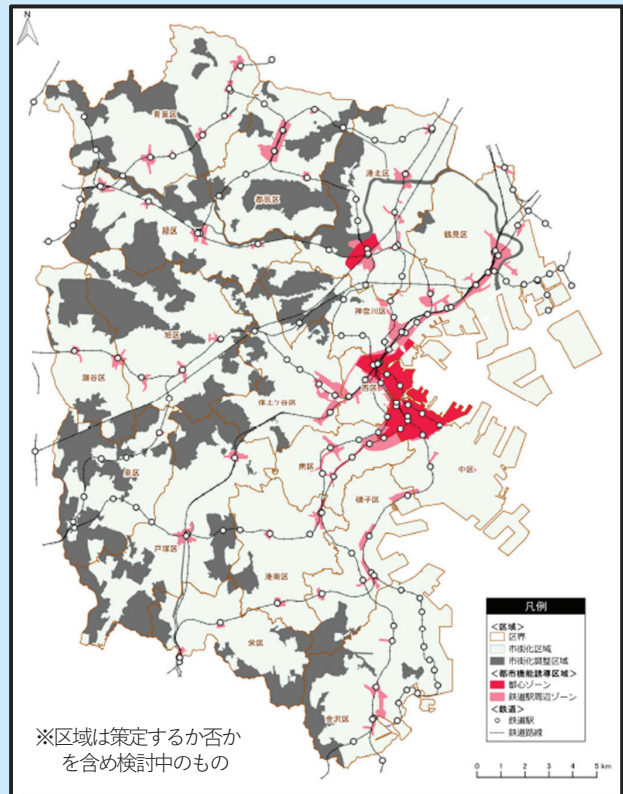 N
青葉区
港北区
都筑区
緑区
鶴見区
神奈川区
旭区
瀬谷区
西区
保土ケ谷区
中区
南区
泉区
磯子区
戸塚区
港南区
栄区
金沢区
凡例
<区域>
区界
市街化区域
市街化調整区域
<都市機能誘導区域>
都心ゾーン
鉄道駅周辺ゾーン
<鉄道>
鉄道駅
鉄道路線
※区域は策定するか否か
を含め検討中のもの
0 1 2 3 4 5 km